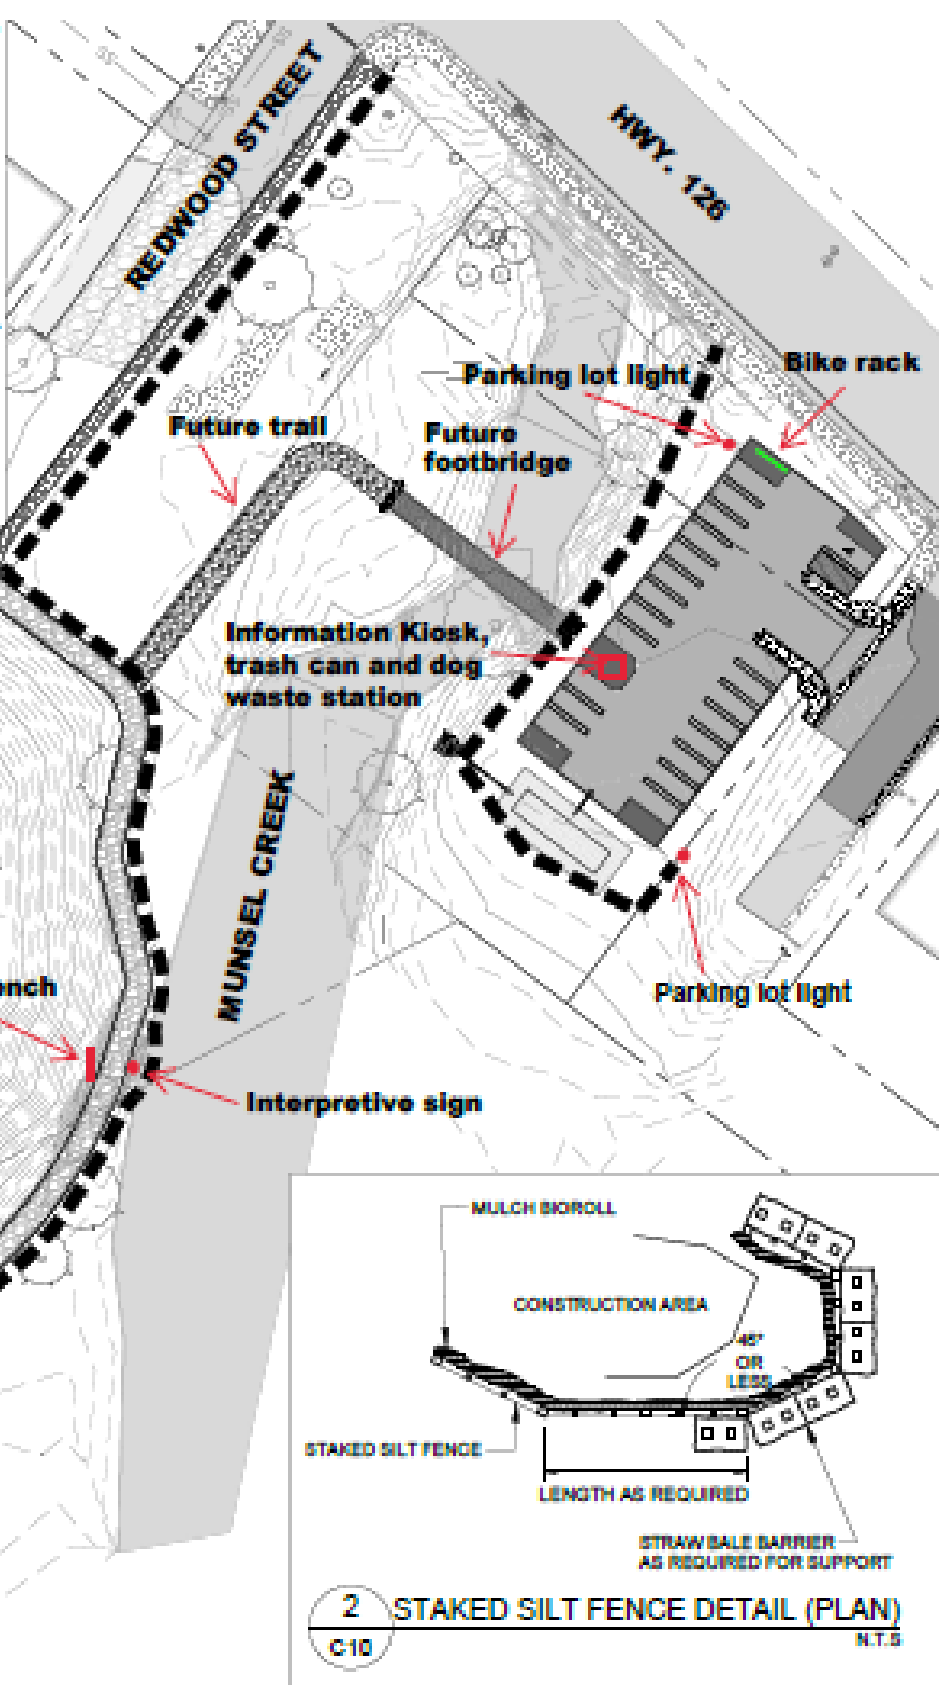 REDWOOD STREET
HWY. 126
Parking lot light
Bike rack
Future trail
Future
footbridge
Information Kiosk,
trash can and dog
waste station
MUNSEL CREEK
ench
Parking lot light
Interpretive sign
MULCH BIOROLL
CONSTRUCTION AREA
45°
OR
LESS
STAKED SILT FENCE
LENGTH AS REQUIRED
STRAW BALE BARRIER
AS REQUIRED FOR SUPPORT
2
C10
STAKED SILT FENCE DETAIL (PLAN)
N.T.S